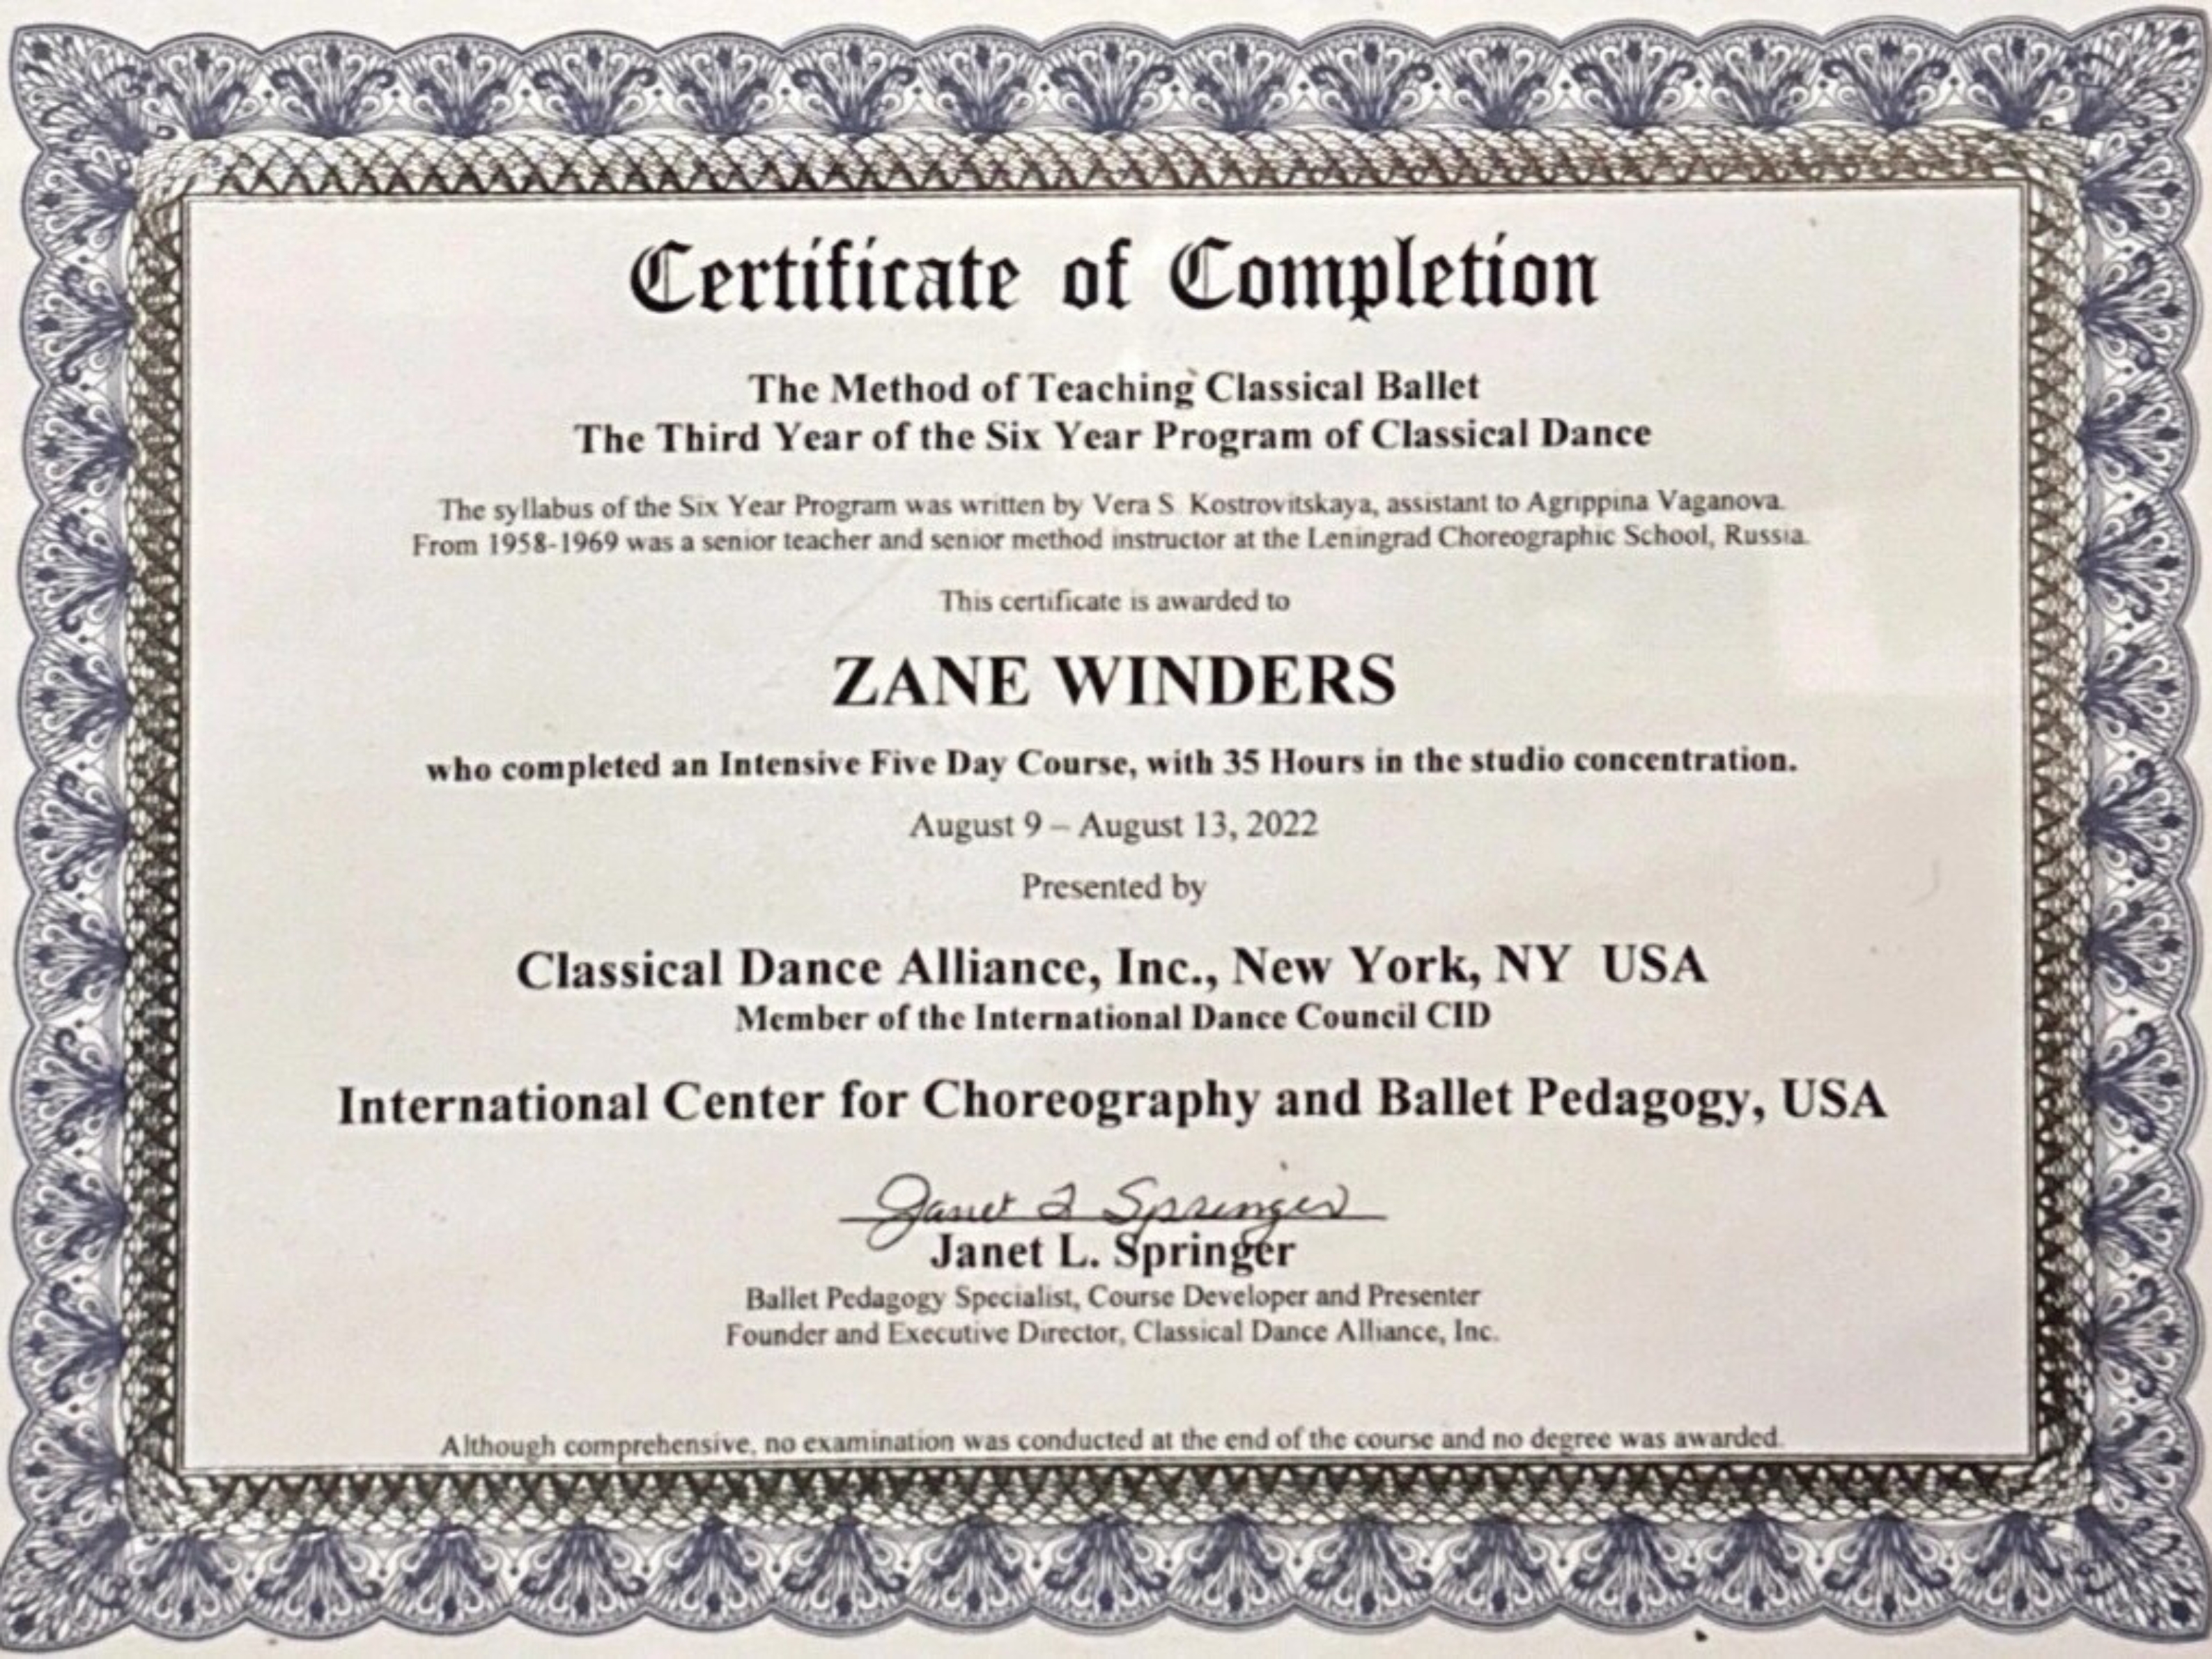 Certificate of Completion
The Method of Teaching Classical Ballet
The Third Year of the Six Year Program of Classical Dance
The syllabus of the Six Year Program was written by Vera S. Kostrovitskaya, assistant to Agrippina Vaganova.
From 1958-1969 was a senior teacher and senior method instructor at the Leningrad Choreographic School, Russia.
This certificate is awarded to
ZANE WINDERS
who completed an Intensive Five Day Course, with 35 Hours in the studio concentration.
August 9 – August 13, 2022
Presented by
Classical Dance Alliance, Inc., New York, NY USA
Member of the International Dance Council CID
International Center for Choreography and Ballet Pedagogy, USA
Janet L Springer
Janet L. Springer
Ballet Pedagogy Specialist, Course Developer and Presenter
Founder and Executive Director, Classical Dance Alliance, Inc.
Although comprehensive, no examination was conducted at the end of the course and no degree was awarded.